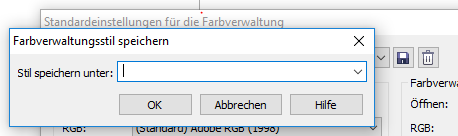 Standardeinstellungen für die Farbverwaltung
Farbverwaltungsstil speichern
Stil speichern unter:
OK Abbrechen Hilfe
Farbverwa
Öffnen:
RGB: (Standard) Adobe RGB (1998) RGB: